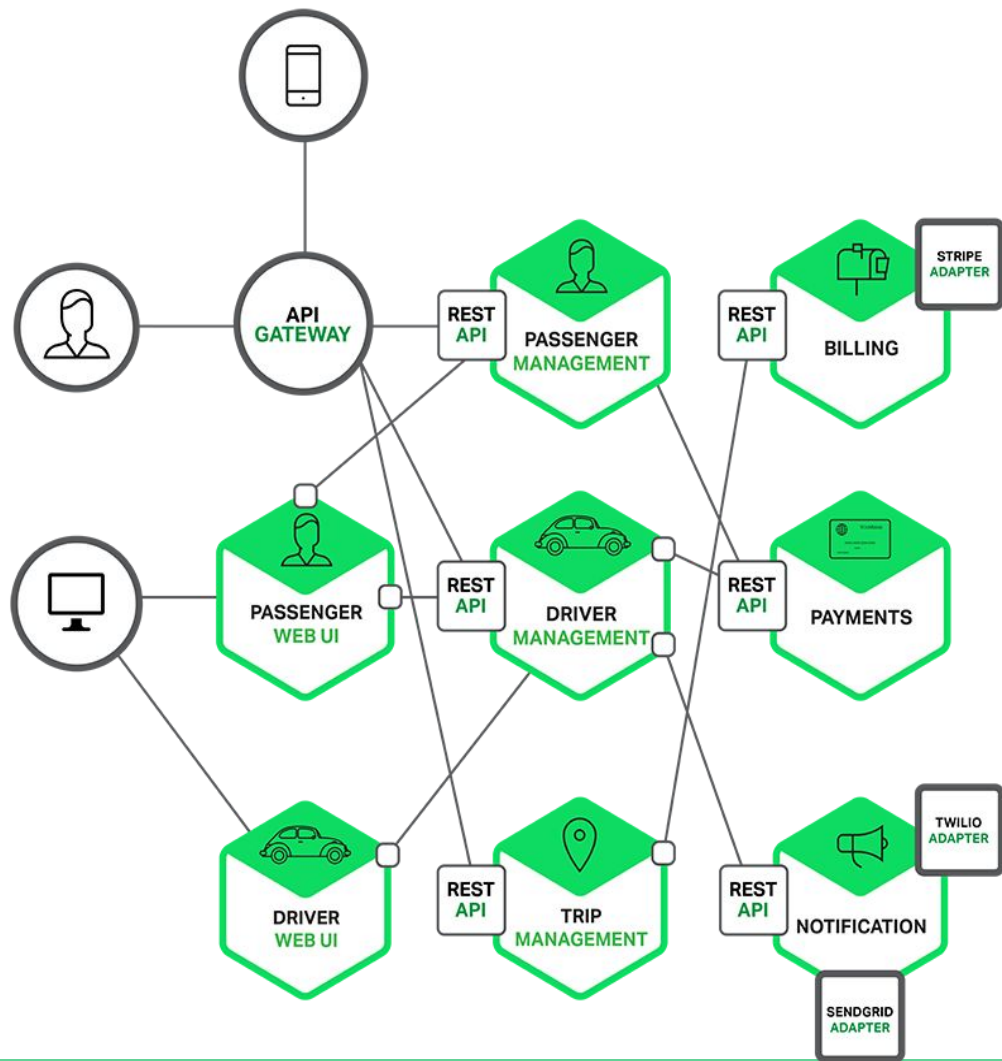 API
GATEWAY
REST
API
PASSENGER
MANAGEMENT
REST
API
BILLING
STRIPE
ADAPTER
PASSENGER
WEB UI
REST
API
DRIVER
MANAGEMENT
REST
API
PAYMENTS
DRIVER
WEB UI
REST
API
TRIP
MANAGEMENT
REST
API
NOTIFICATION
TWILIO
ADAPTER
SENDGRID
ADAPTER